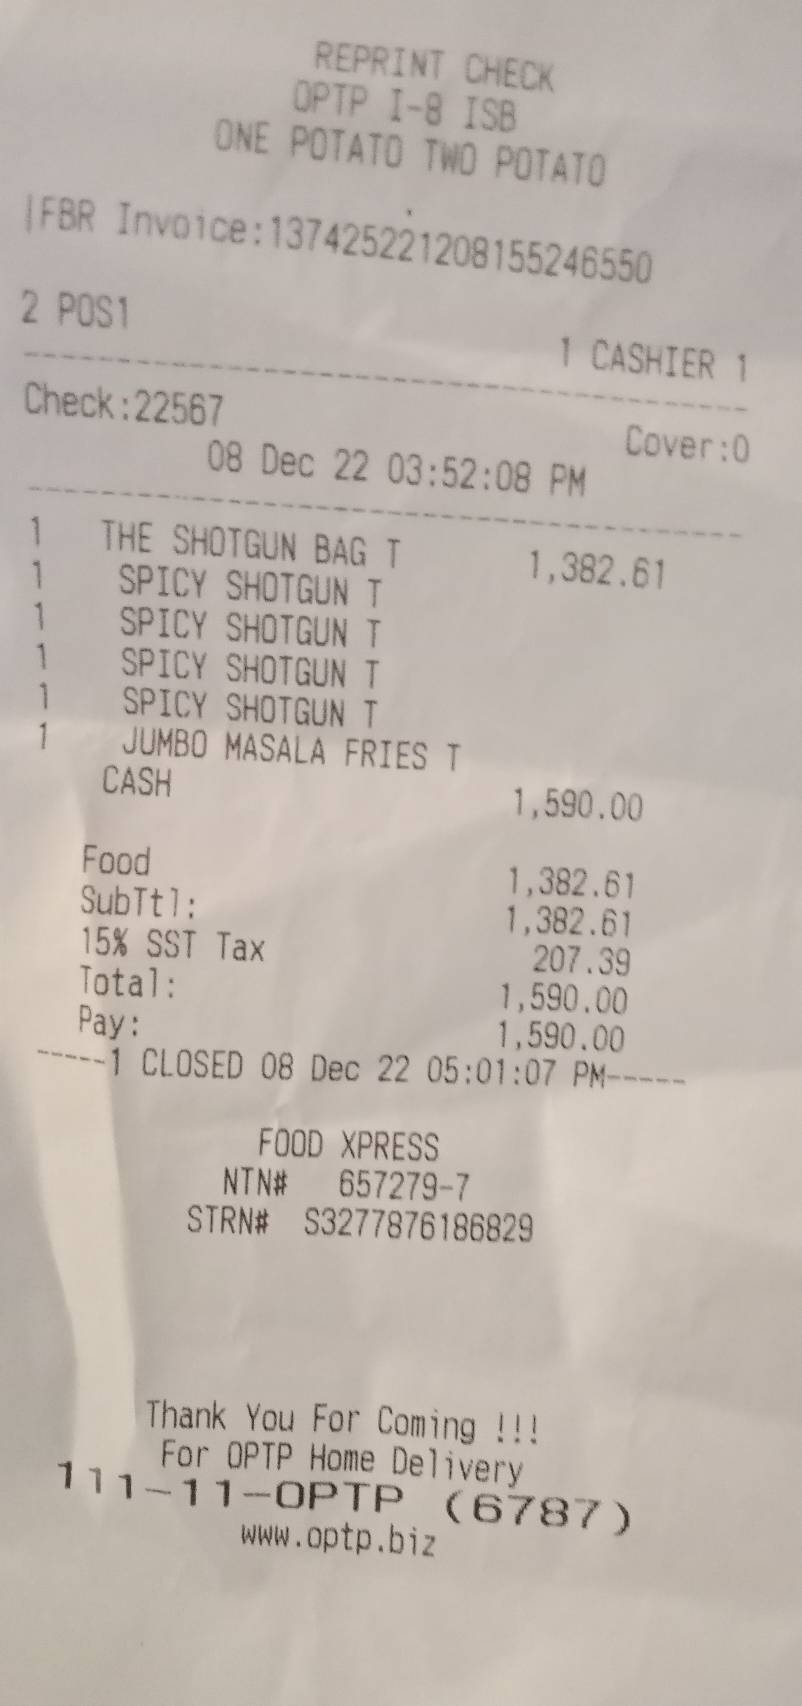 REPRINT CHECK
OPTP I-8 ISB
ONE POTATO TWO POTATO
|FBR Invoice:137425221208155246550
2 POS1 1 CASHIER 1
--------------------------------------
Check:22567 Cover:0
08 Dec 22 03:52:08 PM
--------------------------------------
1 THE SHOTGUN BAG T 1,382.61
1 SPICY SHOTGUN T
1 SPICY SHOTGUN T
1 SPICY SHOTGUN T
1 SPICY SHOTGUN T
1 JUMBO MASALA FRIES T
CASH 1,590.00
Food 1,382.61
SubTtl: 1,382.61
15% SST Tax 207.39
Total: 1,590.00
Pay: 1,590.00
-----1 CLOSED 08 Dec 22 05:01:07 PM-----
FOOD XPRESS
NTN# 657279-7
STRN# S3277876186829
Thank You For Coming !!!
For OPTP Home Delivery
111-11-OPTP (6787)
www.optp.biz